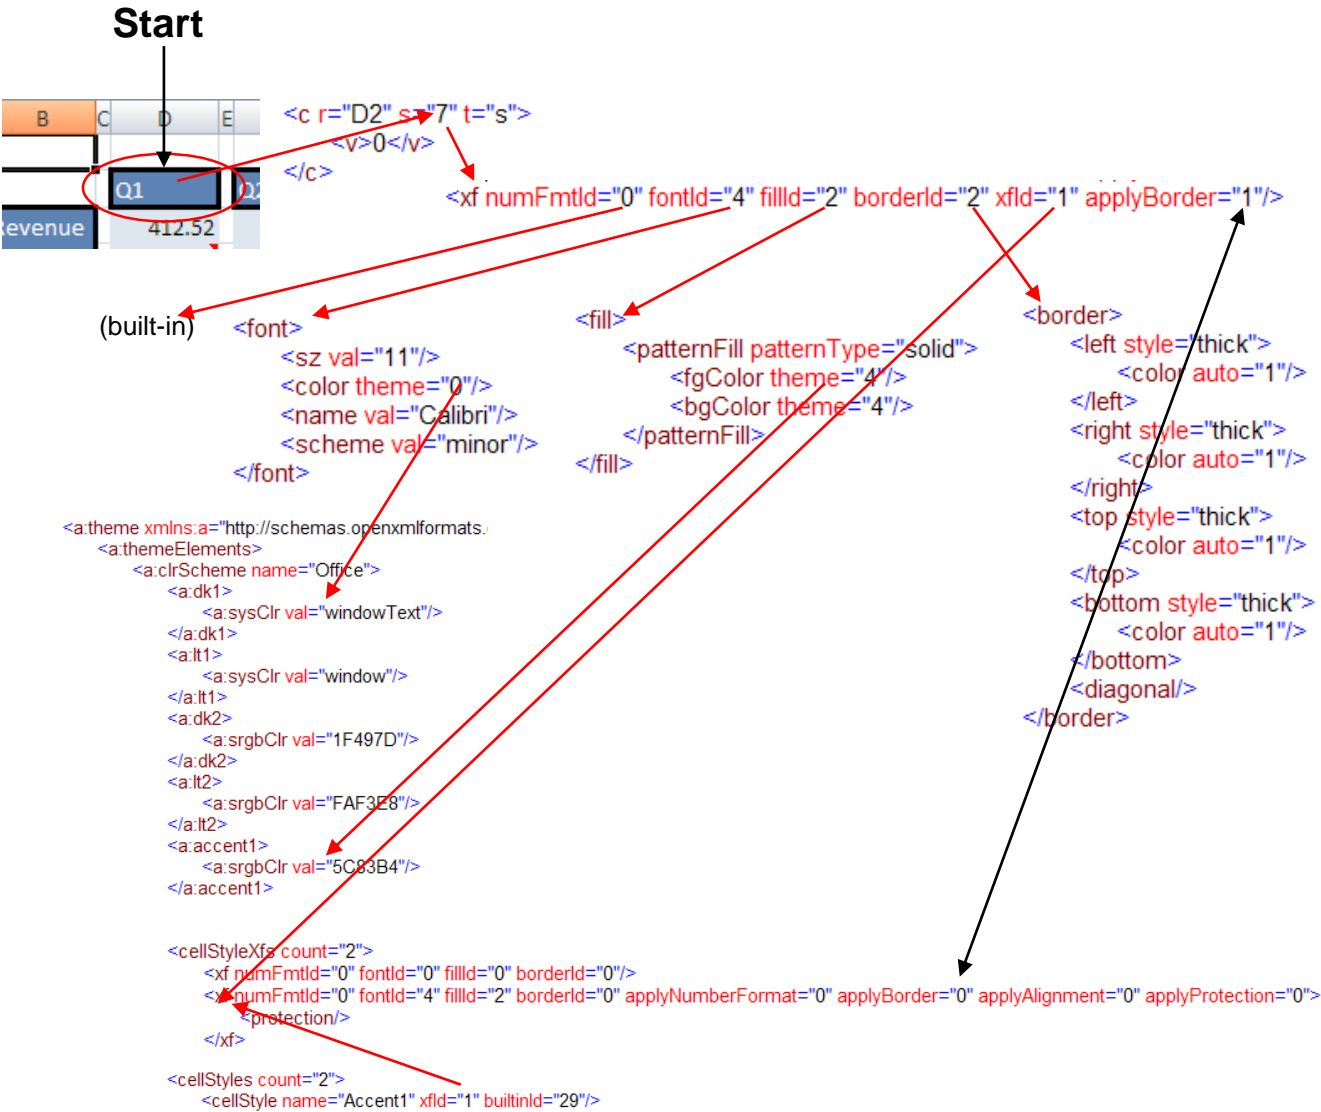 Start
B C D E
Q1 Q2
Revenue 412.52
<c r="D2" s="7" t="s">
<v>0</v>
</c>
<xf numFmtId="0" fontId="4" fillId="2" borderId="2" xfId="1" applyBorder="1"/>
(built-in)
<font>
<sz val="11"/>
<color theme="0"/>
<name val="Calibri"/>
<scheme val="minor"/>
</font>
<fill>
<patternFill patternType="solid">
<fgColor theme="4"/>
<bgColor theme="4"/>
</patternFill>
</fill>
<border>
<left style="thick">
<color auto="1"/>
</left>
<right style="thick">
<color auto="1"/>
</right>
<top style="thick">
<color auto="1"/>
</top>
<bottom style="thick">
<color auto="1"/>
</bottom>
<diagonal/>
</border>
<a:theme xmlns:a="http://schemas.openxmlformats.
<a:themeElements>
<a:clrScheme name="Office">
<a:dk1>
<a:sysClr val="windowText"/>
</a:dk1>
<a:lt1>
<a:sysClr val="window"/>
</a:lt1>
<a:dk2>
<a:srgbClr val="1F497D"/>
</a:dk2>
<a:lt2>
<a:srgbClr val="FAF3E8"/>
</a:lt2>
<a:accent1>
<a:srgbClr val="5C83B4"/>
</a:accent1>
<cellStyleXfs count="2">
<xf numFmtId="0" fontId="0" fillId="0" borderId="0"/>
<xf numFmtId="0" fontId="4" fillId="2" borderId="0" applyNumberFormat="0" applyBorder="0" applyAlignment="0" applyProtection="0">
<protection/>
</xf>
<cellStyles count="2">
<cellStyle name="Accent1" xfId="1" builtinId="29"/>